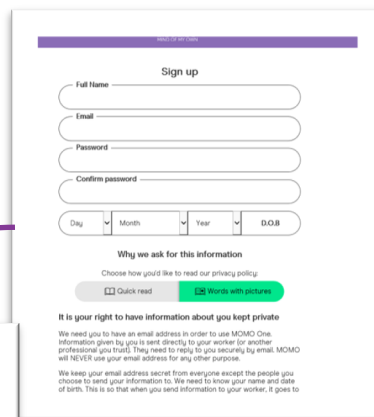 Sign up
Full Name
Email
Password
Confirm password
Day Month Year D.O.B
Why we ask for this information
Choose how you'd like to read our privacy policy:
Quick read Words with pictures
It is your right to have information about you kept private
We need you to have an email address in order to use MOMO One.
Information given by you is sent directly to your worker (or another
professional you trust). They need to reply to you securely by email. MOMO
will NEVER use your email address for any other purpose.
We keep your email address secret from everyone except the people you
choose to send your information to. We need to know your name and date
of birth. This is so that when you send information to your worker, it goes to